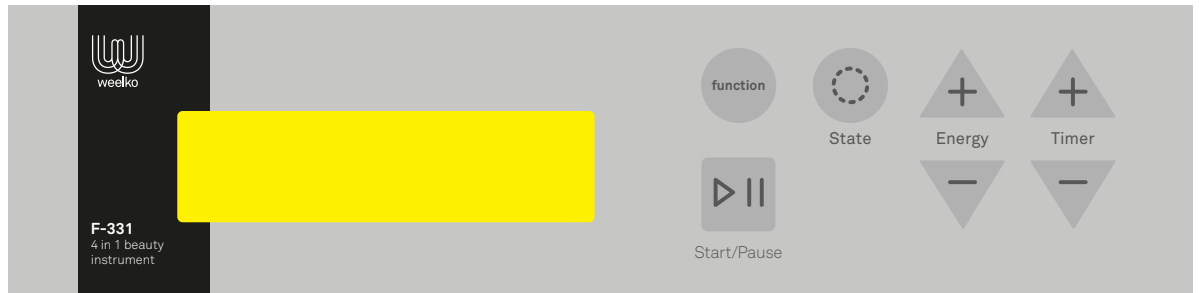 weelko
F-331
4 in 1 beauty
instrument
function
State
Energy
Timer
Start/Pause